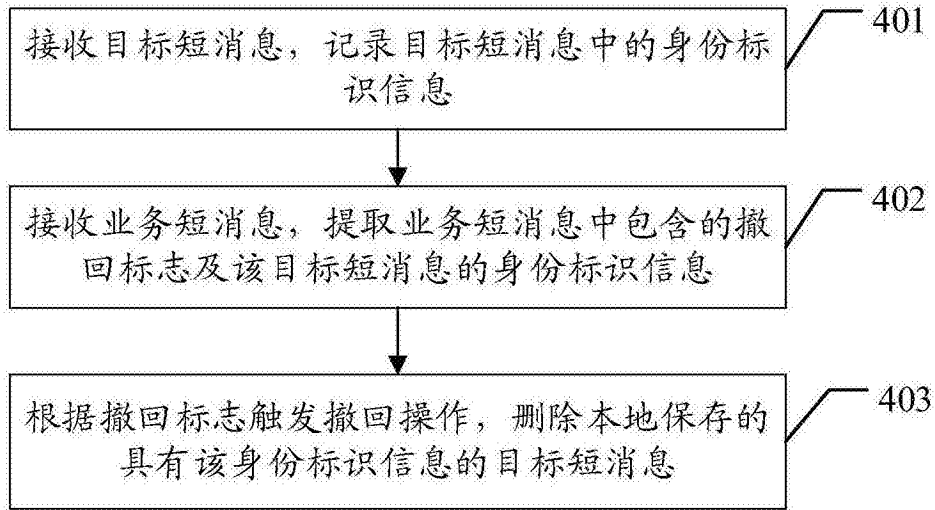 接收目标短消息，记录目标短消息中的身份标
识信息
401
接收业务短消息，提取业务短消息中包含的撤
回标志及该目标短消息的身份标识信息
402
根据撤回标志触发撤回操作，删除本地保存的
具有该身份标识信息的目标短消息
403